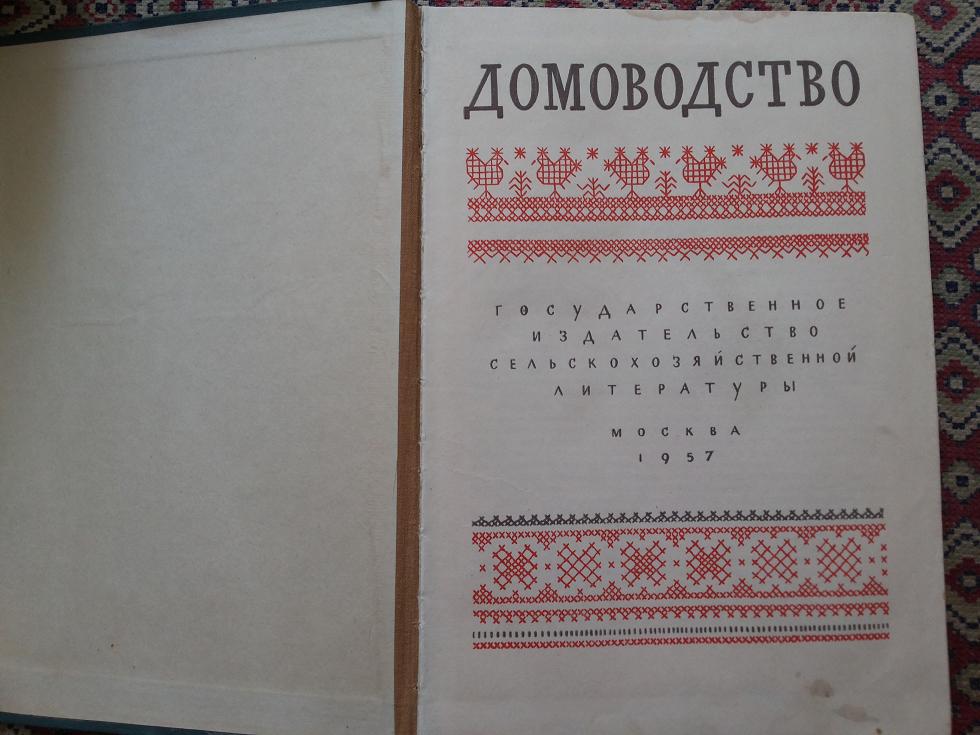 ДОМОВОДСТВО
ГОСУДАРСТВЕННОЕ
ИЗДАТЕЛЬСТВО
СЕЛЬСКОХОЗЯЙСТВЕННОЙ
ЛИТЕРАТУРЫ
МОСКВА
1957